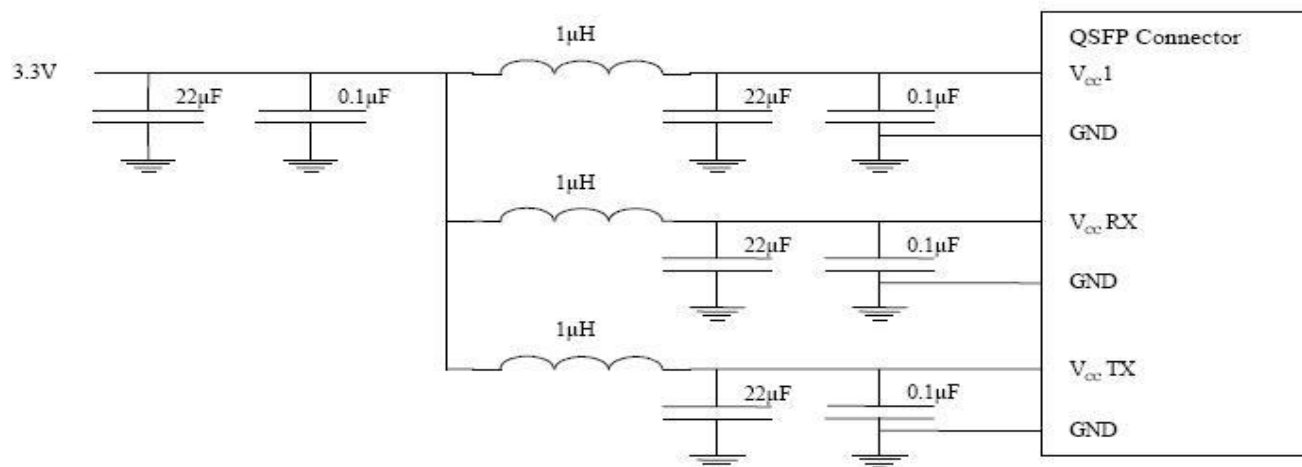 1μH
QSFP Connector
3.3V
Vcc1
22μF
0.1μF
22μF
0.1μF
GND
1μH
Vcc RX
22μF
0.1μF
GND
1μH
Vcc TX
22μF
0.1μF
GND